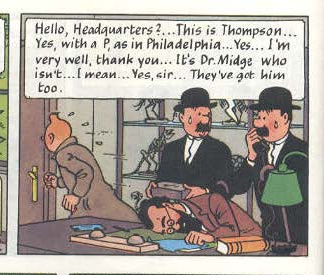 Hello, Headquarters?...This is Thompson...
Yes, with a P, as in Philadelphia...Yes... I'm
very well, thank you... It's Dr. Midge who
isn't...I mean...Yes, sir... They've got him
too.